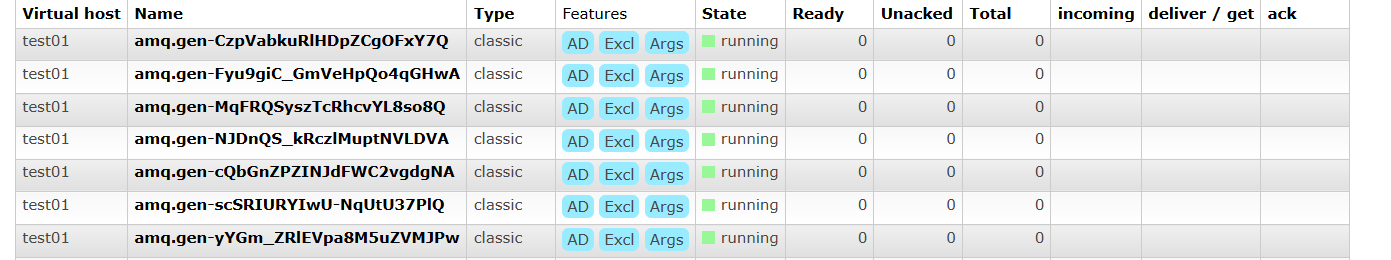 Virtual host Name Type Features State Ready Unacked Total incoming deliver / get ack
test01 amq.gen-CzpVabkuRlHDpZCgOFxY7Q classic AD Excl Args running 0 0 0
test01 amq.gen-Fyu9giC_GmVeHpQo4qGHwA classic AD Excl Args running 0 0 0
test01 amq.gen-MqFRQSyszTcRhcvYL8so8Q classic AD Excl Args running 0 0 0
test01 amq.gen-NJDnQS_kRczlMuptNVLDVA classic AD Excl Args running 0 0 0
test01 amq.gen-cQbGnZPZINJdFWC2vgdgNA classic AD Excl Args running 0 0 0
test01 amq.gen-scSRIURYIwU-NqUtU37PlQ classic AD Excl Args running 0 0 0
test01 amq.gen-yYGm_ZRlEVpa8M5uZVMJPw classic AD Excl Args running 0 0 0